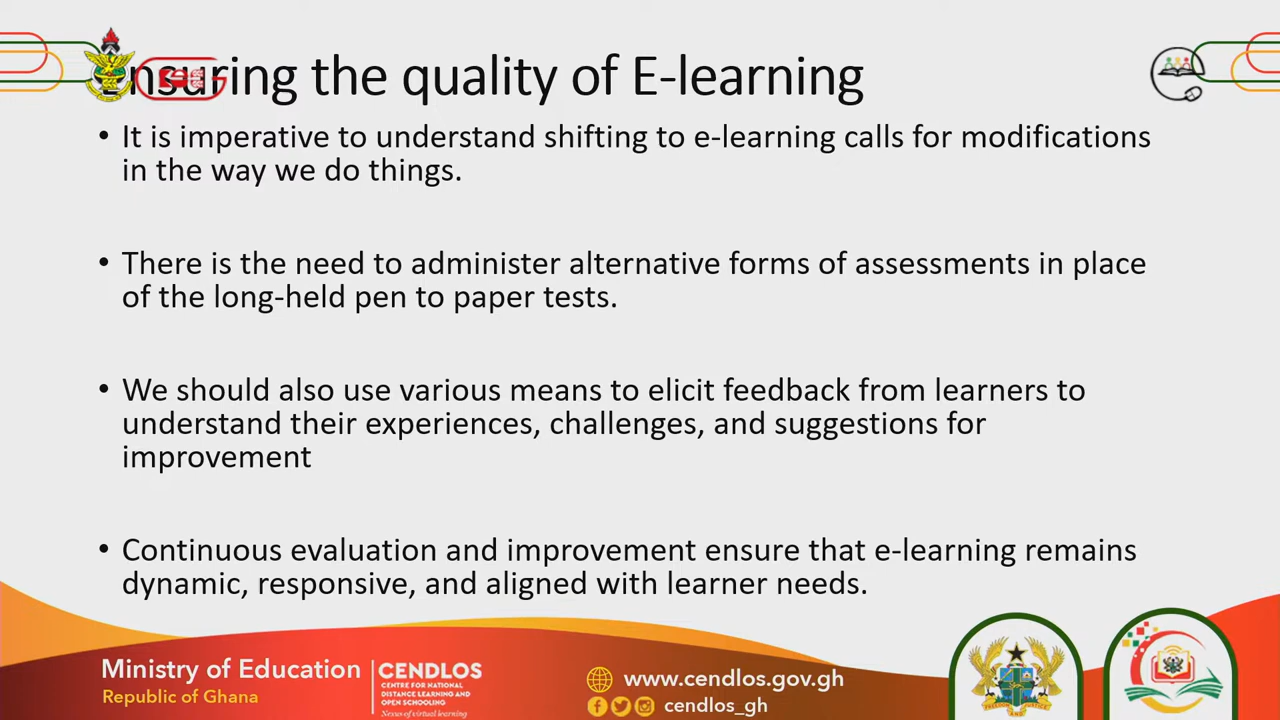 Ensuring the quality of E-learning
• It is imperative to understand shifting to e-learning calls for modifications
in the way we do things.
• There is the need to administer alternative forms of assessments in place
of the long-held pen to paper tests.
• We should also use various means to elicit feedback from learners to
understand their experiences, challenges, and suggestions for
improvement
• Continuous evaluation and improvement ensure that e-learning remains
dynamic, responsive, and aligned with learner needs.
Ministry of Education
Republic of Ghana
CENDLOS
CENTRE FOR NATIONAL
DISTANCE LEARNING AND
OPEN SCHOOLING
Nexus of virtual learning
www.cendlos.gov.gh
cendlos_gh